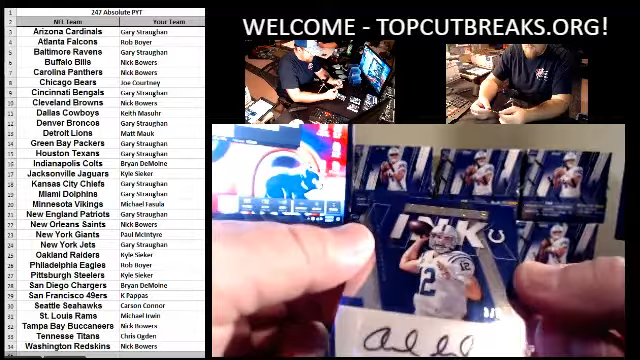 247 Absolute PYT
NFL Team Your Team
Arizona Cardinals Gary Straughan
Atlanta Falcons Rob Boyer
Baltimore Ravens Gary Straughan
Buffalo Bills Nick Bowers
Carolina Panthers Nick Bowers
Chicago Bears Joe Courtney
Cincinnati Bengals Gary Straughan
Cleveland Browns Nick Bowers
Dallas Cowboys Keith Masuhr
Denver Broncos Gary Straughan
Detroit Lions Matt Mauk
Green Bay Packers Gary Straughan
Houston Texans Gary Straughan
Indianapolis Colts Bryan DeMoine
Jacksonville Jaguars Kyle Sieker
Kansas City Chiefs Gary Straughan
Miami Dolphins Gary Straughan
Minnesota Vikings Michael Fasula
New England Patriots Gary Straughan
New Orleans Saints Nick Bowers
New York Giants Paul McIntyre
New York Jets Gary Straughan
Oakland Raiders Kyle Sieker
Philadelphia Eagles Rob Boyer
Pittsburgh Steelers Kyle Sieker
San Diego Chargers Bryan DeMoine
San Francisco 49ers K Pappas
Seattle Seahawks Carson Connor
St. Louis Rams Michael Irwin
Tampa Bay Buccaneers Nick Bowers
Tennessee Titans Chris Ogden
Washington Redskins Nick Bowers
WELCOME - TOPCUTBREAKS.ORG!
INK
12